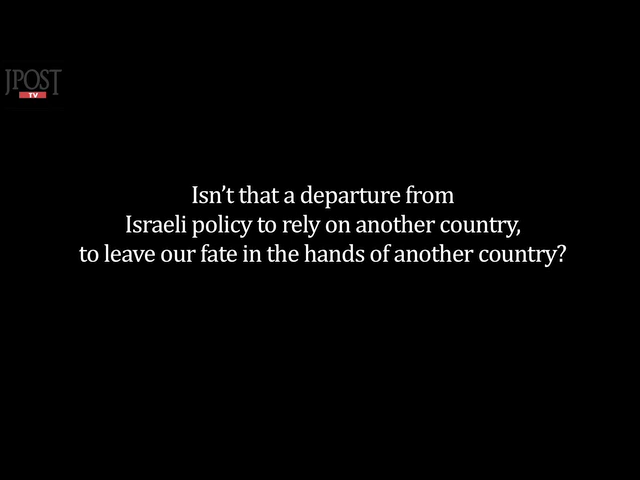 JPOST
TV
Isn't that a departure from
Israeli policy to rely on another country,
to leave our fate in the hands of another country?